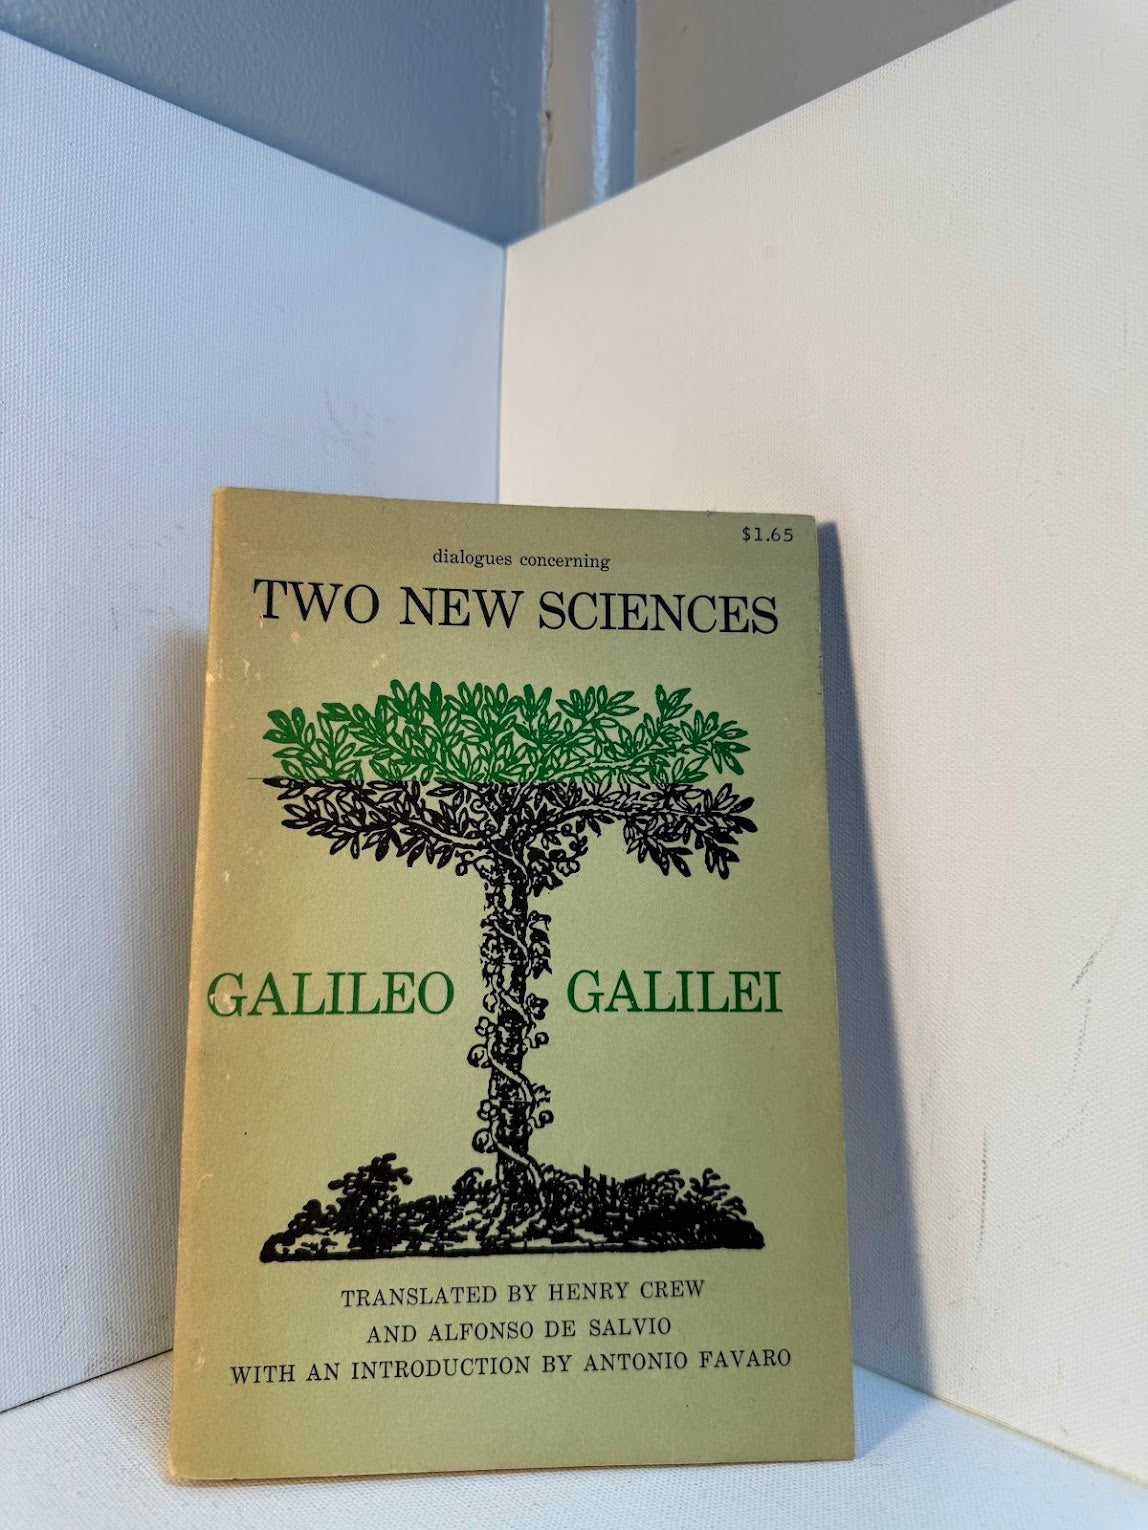 $1.65
dialogues concerning
TWO NEW SCIENCES
GALILEO GALILEI
TRANSLATED BY HENRY CREW
AND ALFONSO DE SALVIO
WITH AN INTRODUCTION BY ANTONIO FAVARO